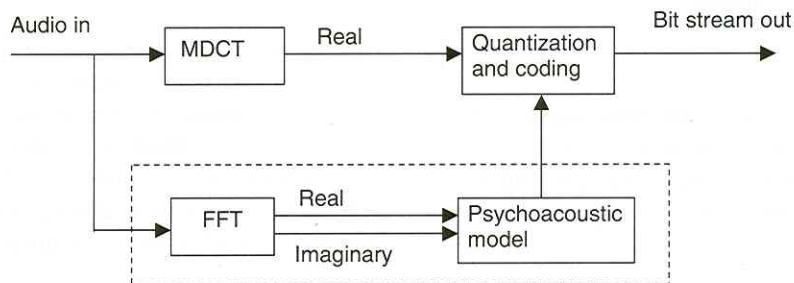 Audio in
MDCT
Real
Quantization
and coding
Bit stream out
FFT
Real
Imaginary
Psychoacoustic
model